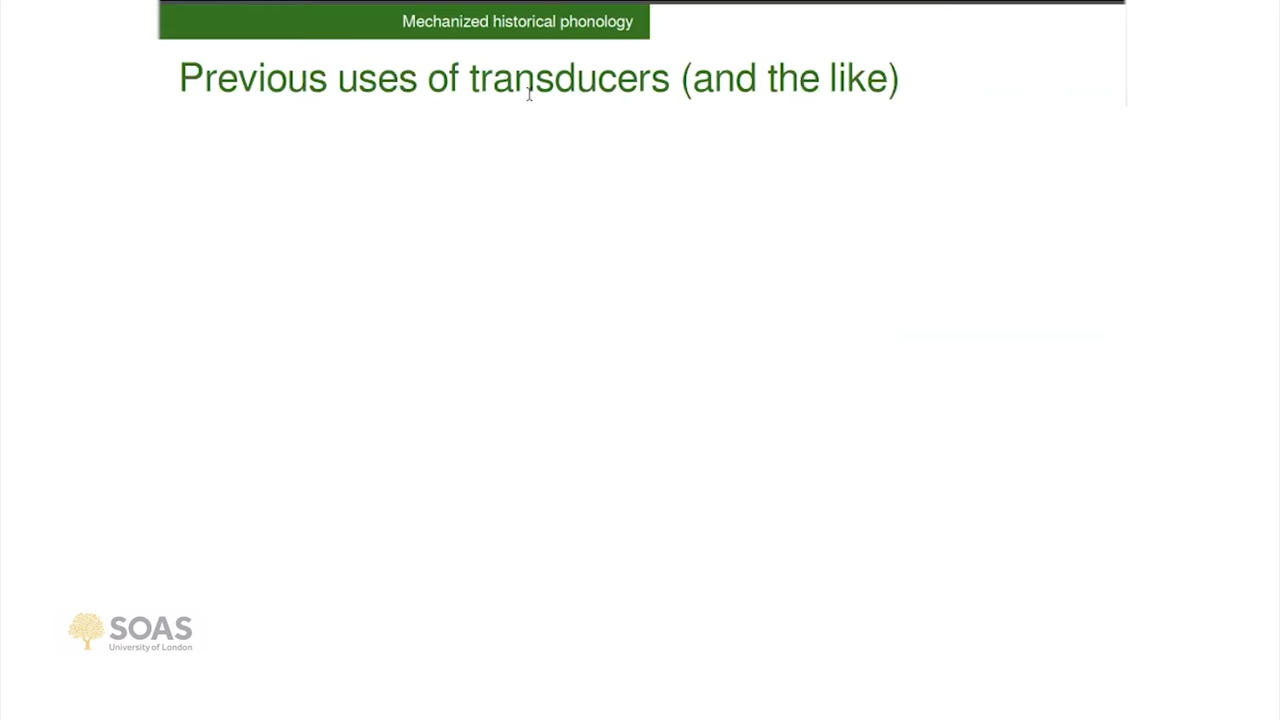 Mechanized historical phonology
Previous uses of transducers (and the like)
SOAS
University of London